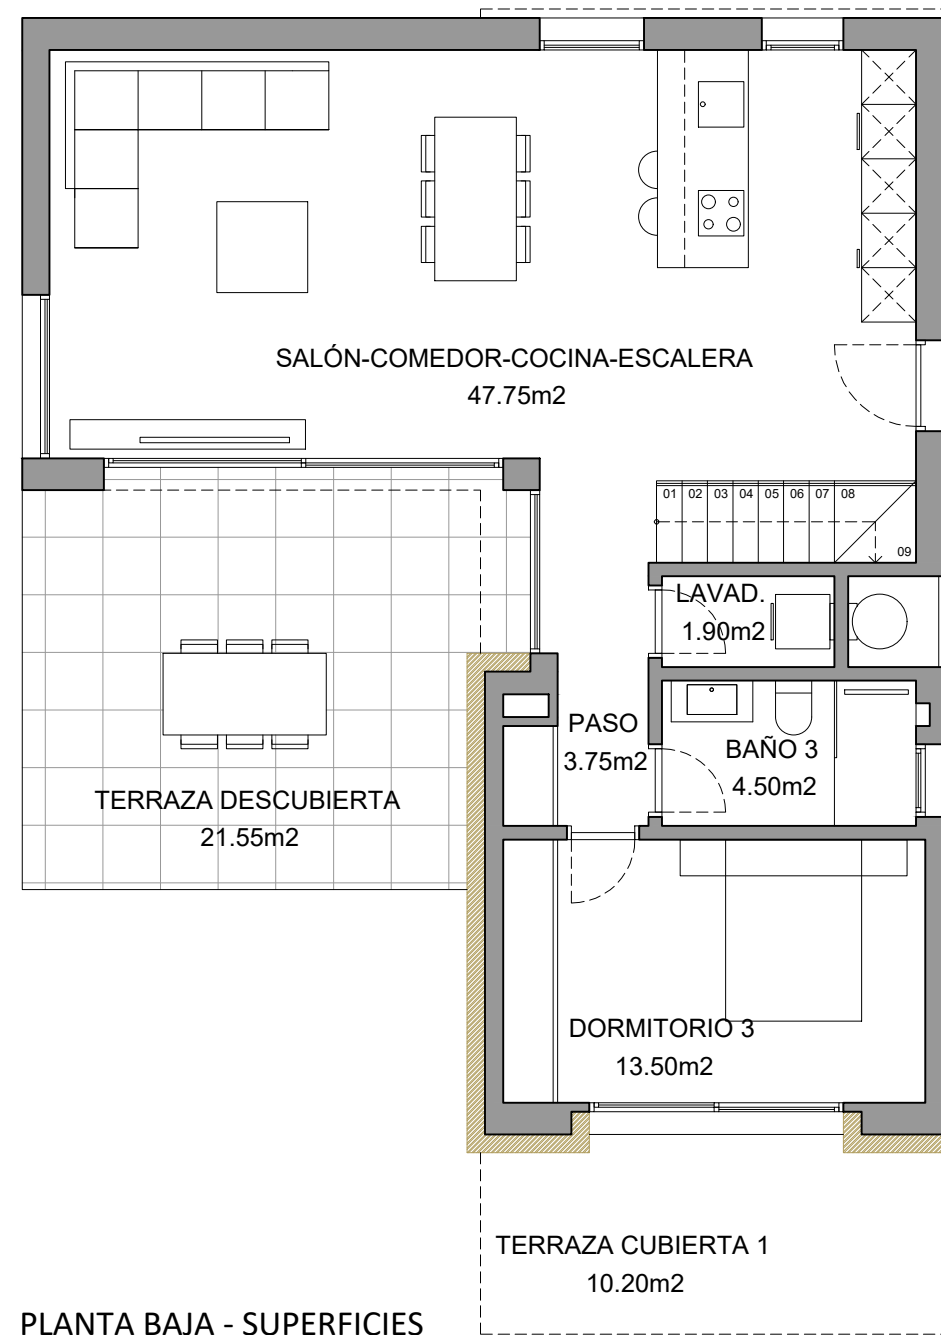 SALÓN-COMEDOR-COCINA-ESCALERA
47.75m2
01 02 03 04 05 06 07 08
09
LAVAD.
1.90m2
PASO
3.75m2
BAÑO 3
4.50m2
TERRAZA DESCUBIERTA
21.55m2
DORMITORIO 3
13.50m2
TERRAZA CUBIERTA 1
10.20m2
PLANTA BAJA - SUPERFICIES